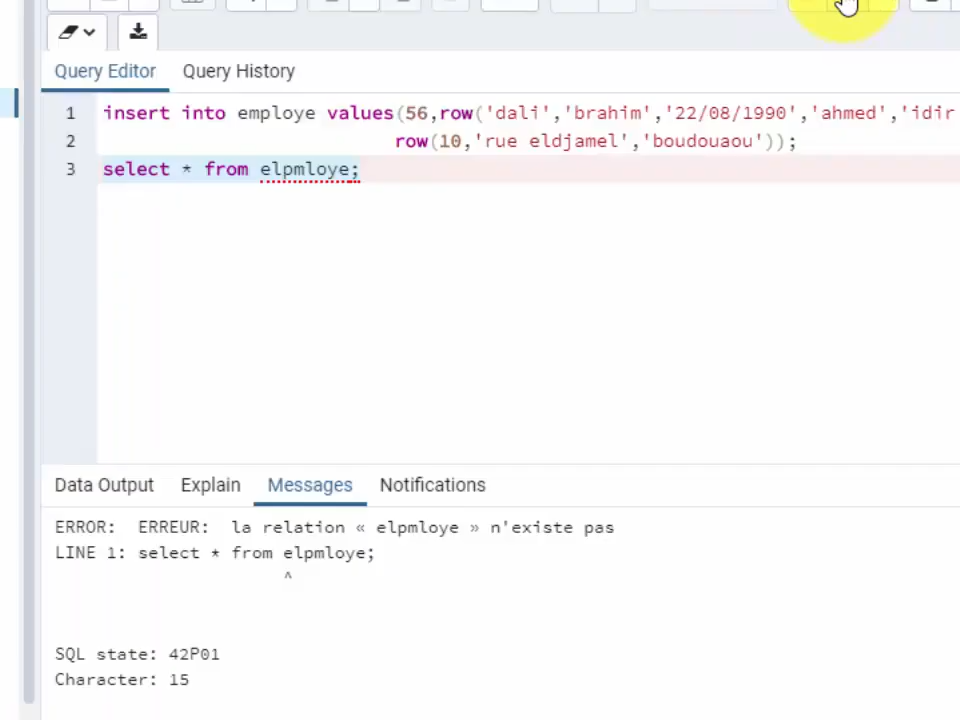 Query Editor Query History
1 insert into employe values(56,row('dali','brahim','22/08/1990','ahmed','idir
2 row(10,'rue eldjamel','boudouaou'));
3 select * from elpmloye;
Data Output Explain Messages Notifications
ERROR: ERREUR: la relation « elpmloye » n'existe pas
LINE 1: select * from elpmloye;
^
SQL state: 42P01
Character: 15